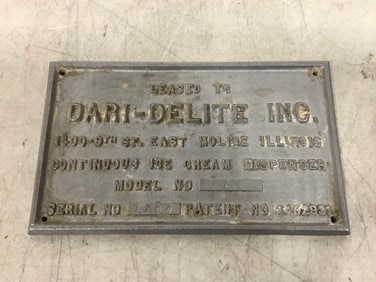 LEASED TO
DARI-DELITE INC.
1400-9TH ST. EAST MOLINE ILLINOIS
CONTINUOUS ICE CREAM DISPENSER
MODEL NO
SERIAL NO PATENT NO